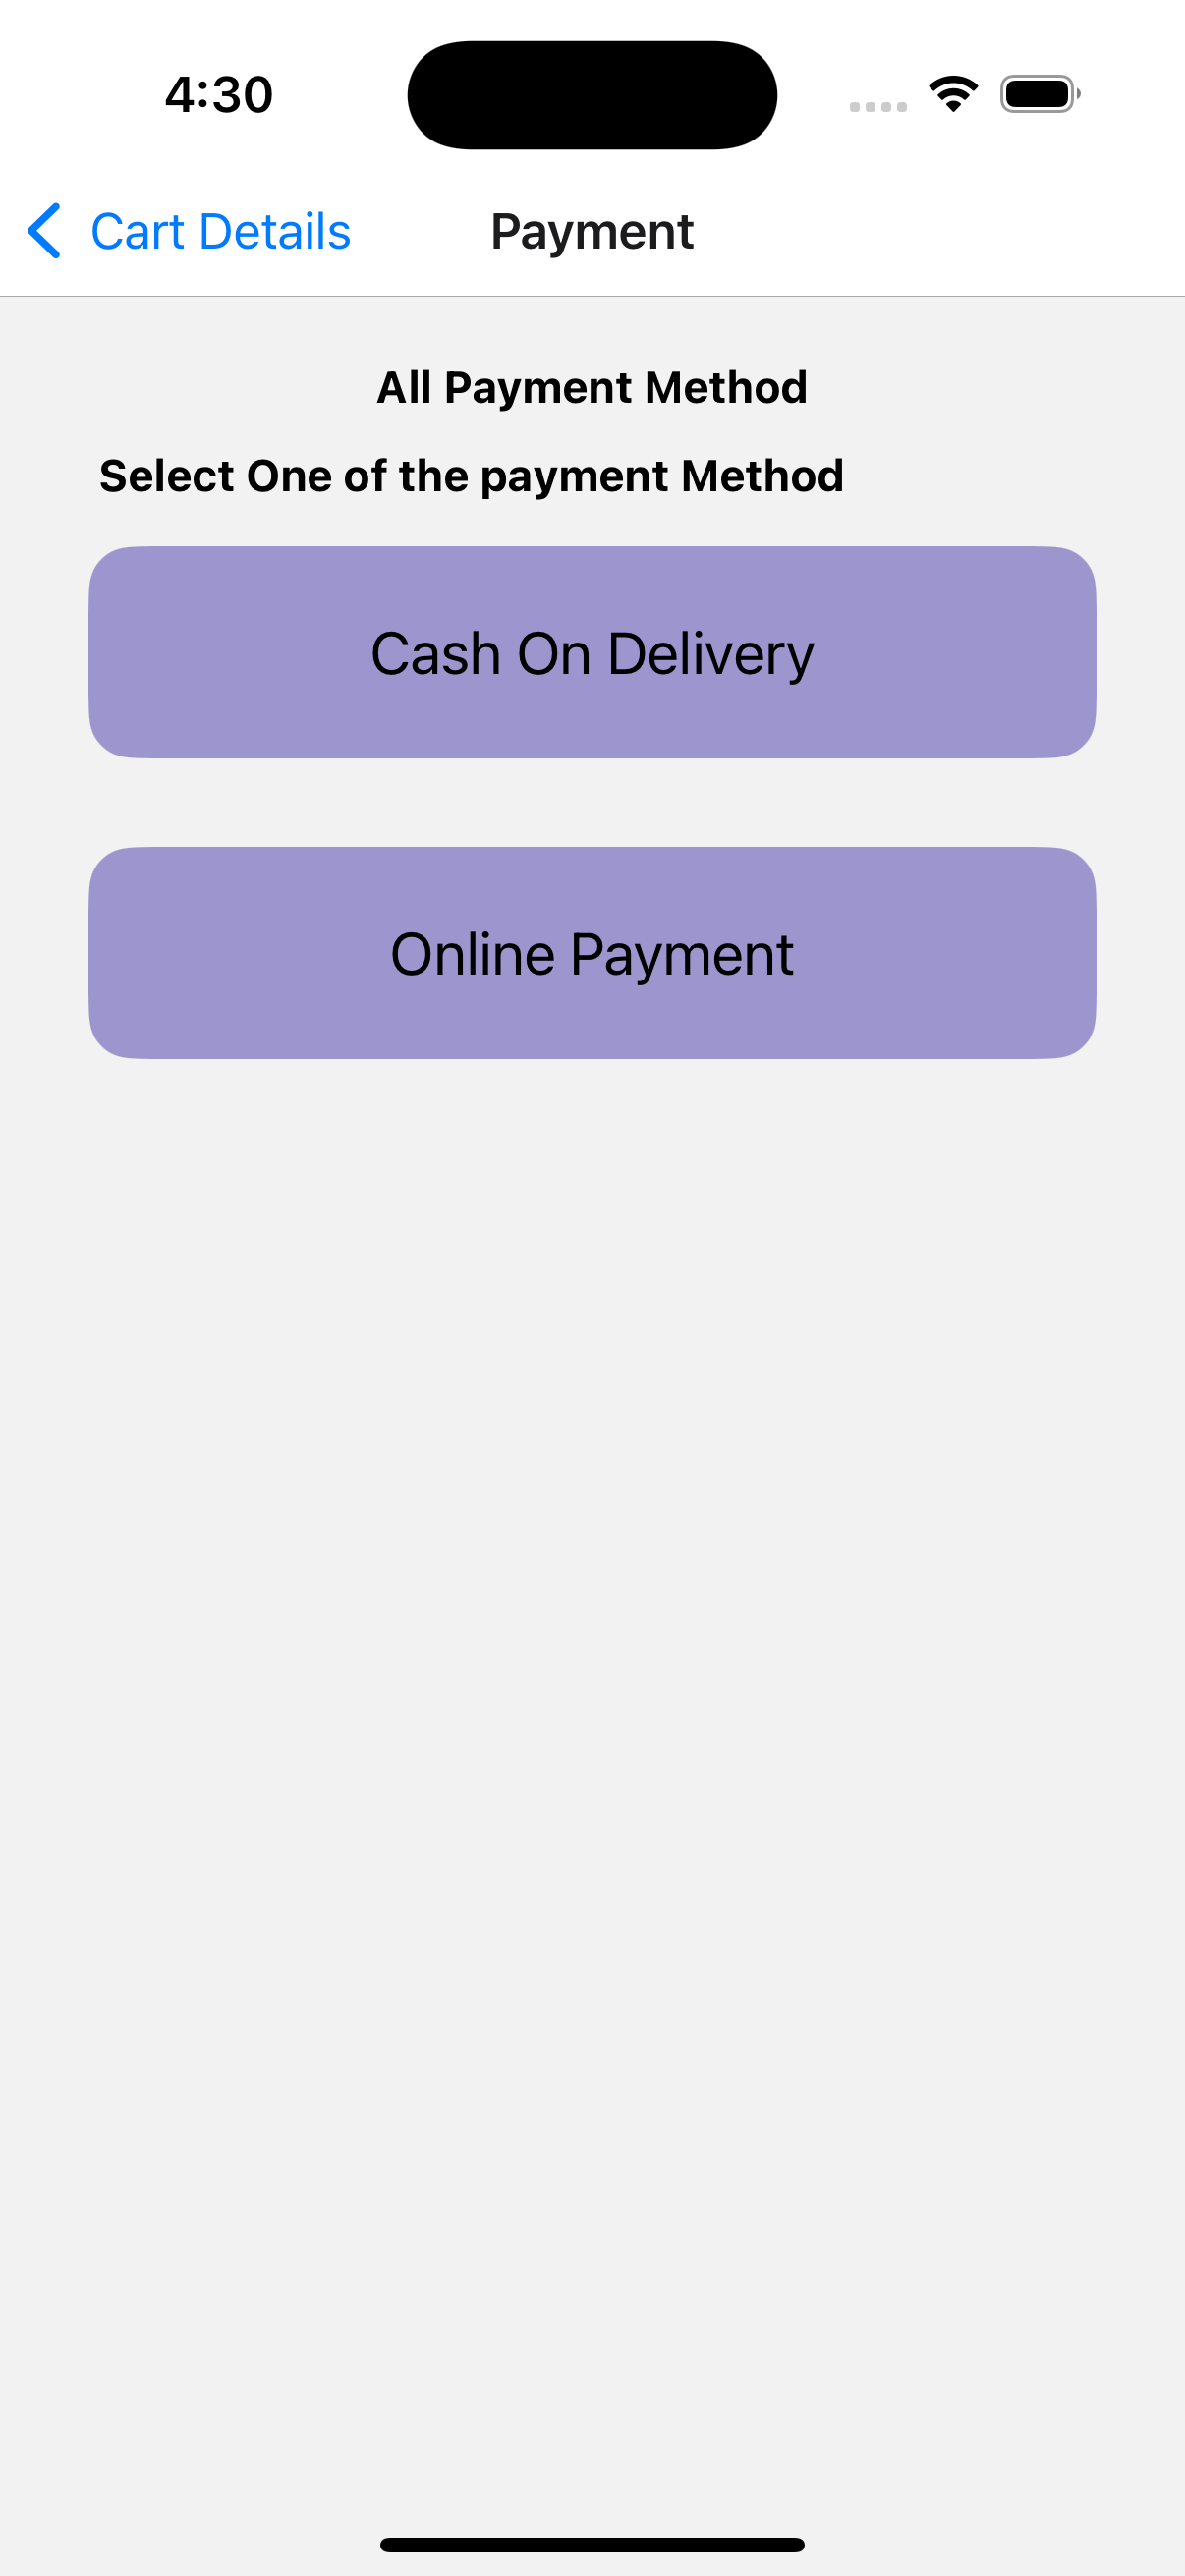 4:30
Cart Details
Payment
All Payment Method
Select One of the payment Method
Cash On Delivery
Online Payment